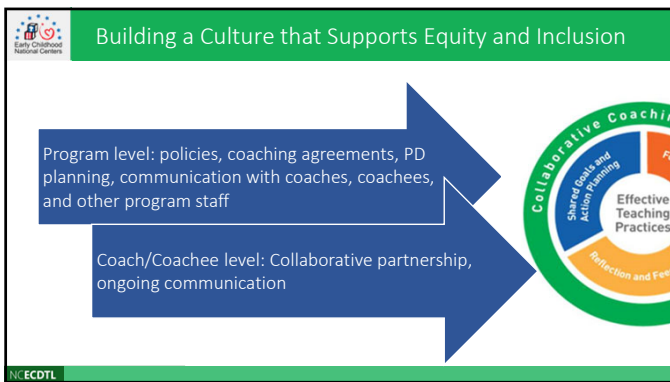 Early Childhood
National Centers
Building a Culture that Supports Equity and Inclusion
Program level: policies, coaching agreements, PD
planning, communication with coaches, coachees,
and other program staff
Coach/Coachee level: Collaborative partnership,
ongoing communication
Collaborative
Shared Goals and
Action Planning
Effective
Teaching
Practices
Reflection and
NCECDTL